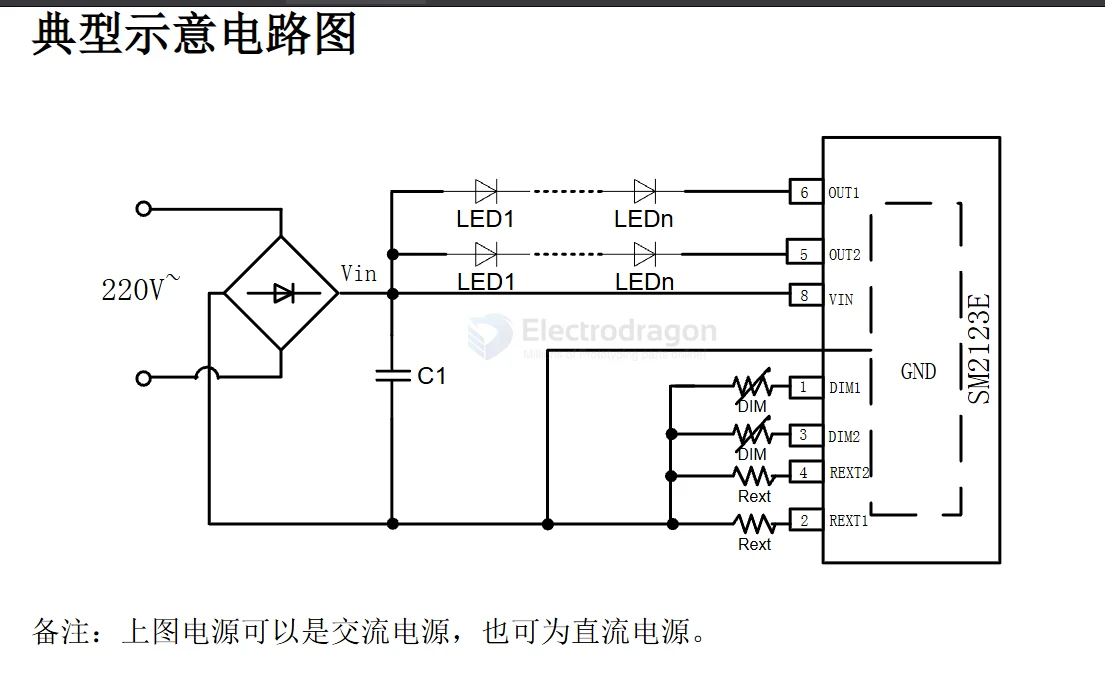 典型示意电路图
6 OUT1
LED1 LEDn
5 OUT2
220V~ Vin
LED1 LEDn
8 VIN
Electrodragon
SM2123E
GND
C1
1 DIM1
DIM
3 DIM2
DIM
4 REXT2
Rext
2 REXT1
Rext
备注：上图电源可以是交流电源，也可为直流电源。